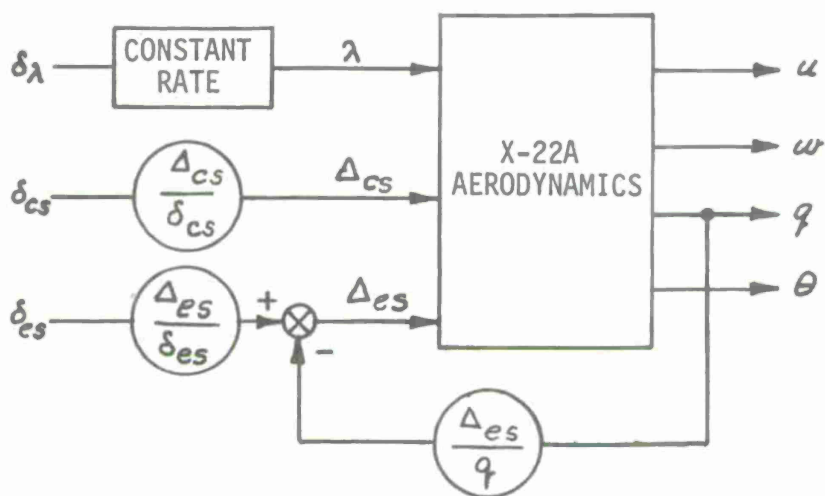 δλ
CONSTANT
RATE
λ
u
X-22A
AERODYNAMICS
w
δcs
Δcs
δcs
Δcs
q
δes
Δes
δes
+
-
Δes
θ
Δes
q